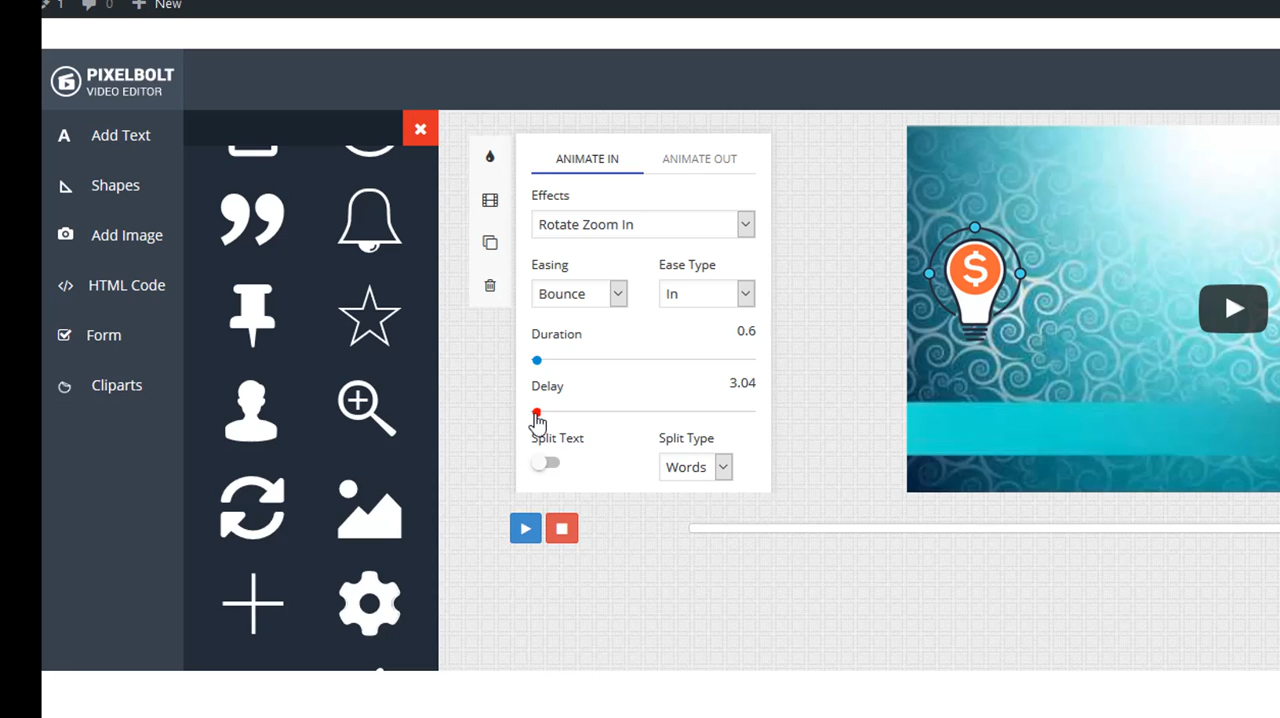 1 0 New
PIXELBOLT
VIDEO EDITOR
Add Text
Shapes
Add Image
HTML Code
Form
Cliparts
ANIMATE IN ANIMATE OUT
Effects
Rotate Zoom In
Easing Ease Type
Bounce In
Duration 0.6
Delay 3.04
Split Text Split Type
Words
$